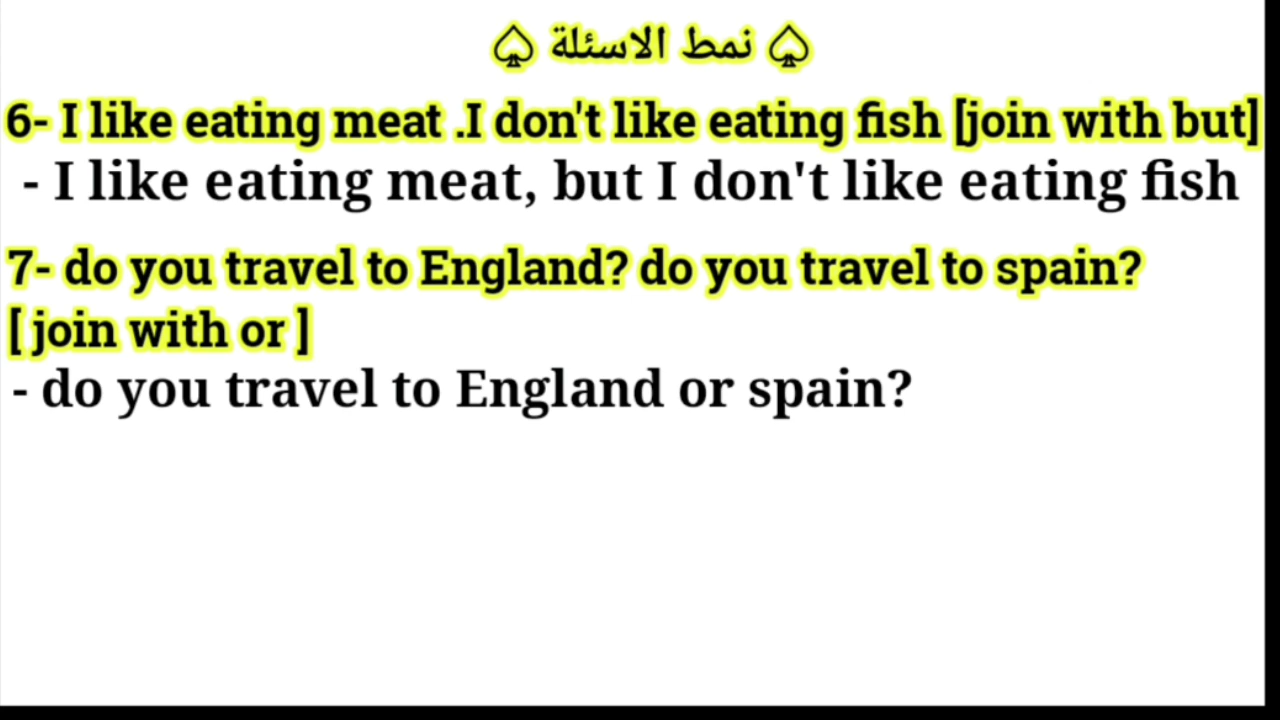 ♤ نمط الاسئلة ♤
6- I like eating meat .I don't like eating fish [join with but]
- I like eating meat, but I don't like eating fish
7- do you travel to England? do you travel to spain?
[ join with or ]
- do you travel to England or spain?